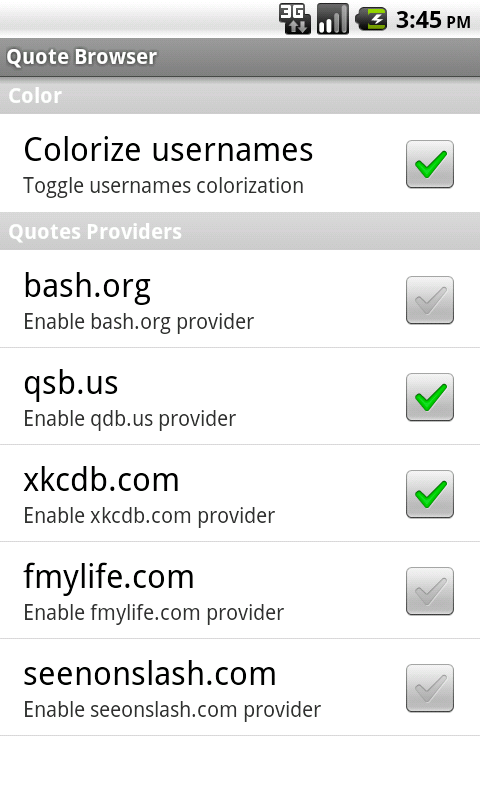 3G 3:45 PM
Quote Browser
Color
Colorize usernames
Toggle usernames colorization
Quotes Providers
bash.org
Enable bash.org provider
qsb.us
Enable qdb.us provider
xkcdb.com
Enable xkcdb.com provider
fmylife.com
Enable fmylife.com provider
seenonslash.com
Enable seeonslash.com provider